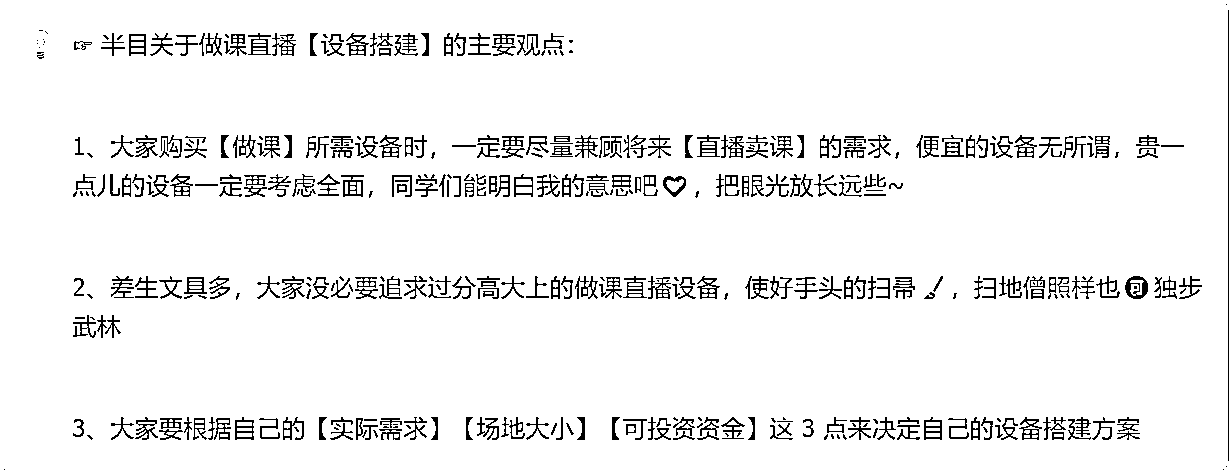 ☞ 半目关于做课直播【设备搭建】的主要观点：
1、大家购买【做课】所需设备时，一定要尽量兼顾将来【直播卖课】的需求，便宜的设备无所谓，贵一
点儿的设备一定要考虑全面，同学们能明白我的意思吧♥，把眼光放长远些~
2、差生文具多，大家没必要追求过分高大上的做课直播设备，使好手头的扫帚🖌，扫地僧照样也🉑独步
武林
3、大家要根据自己的【实际需求】【场地大小】【可投资资金】这 3 点来决定自己的设备搭建方案